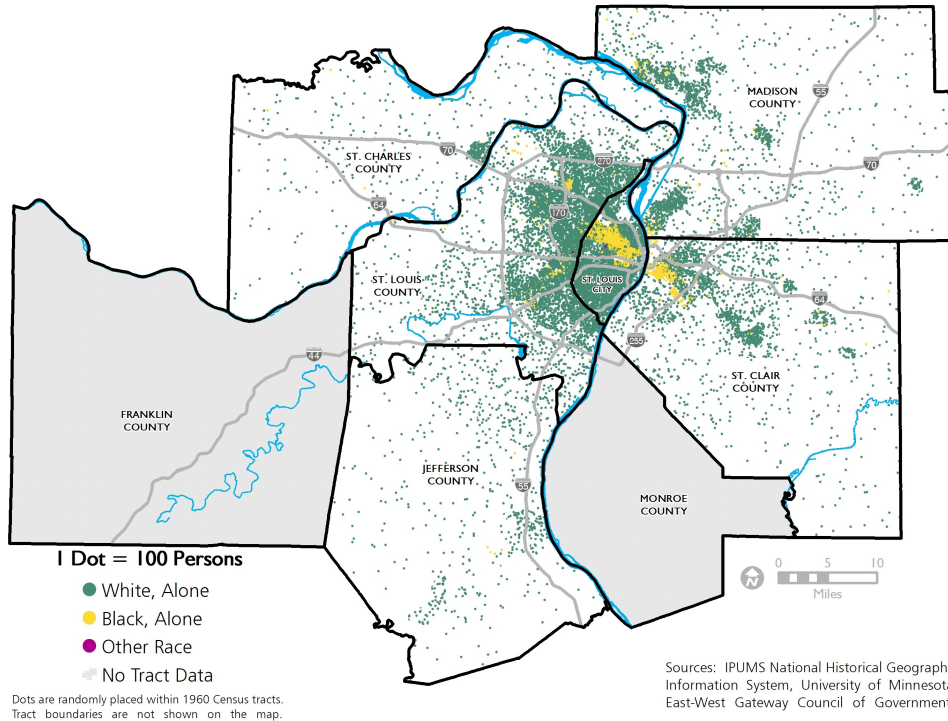 MADISON
COUNTY
55
70
270
70
ST. CHARLES
COUNTY
64
170
ST. LOUIS
COUNTY
ST. LOUIS
CITY
64
255
44
ST. CLAIR
COUNTY
FRANKLIN
COUNTY
JEFFERSON
COUNTY
55
MONROE
COUNTY
1 Dot = 100 Persons
White, Alone
Black, Alone
Other Race
No Tract Data
Dots are randomly placed within 1960 Census tracts.
Tract boundaries are not shown on the map.
N
0 5 10
Miles
Sources: IPUMS National Historical Geograph
Information System, University of Minnesota
East-West Gateway Council of Governmen